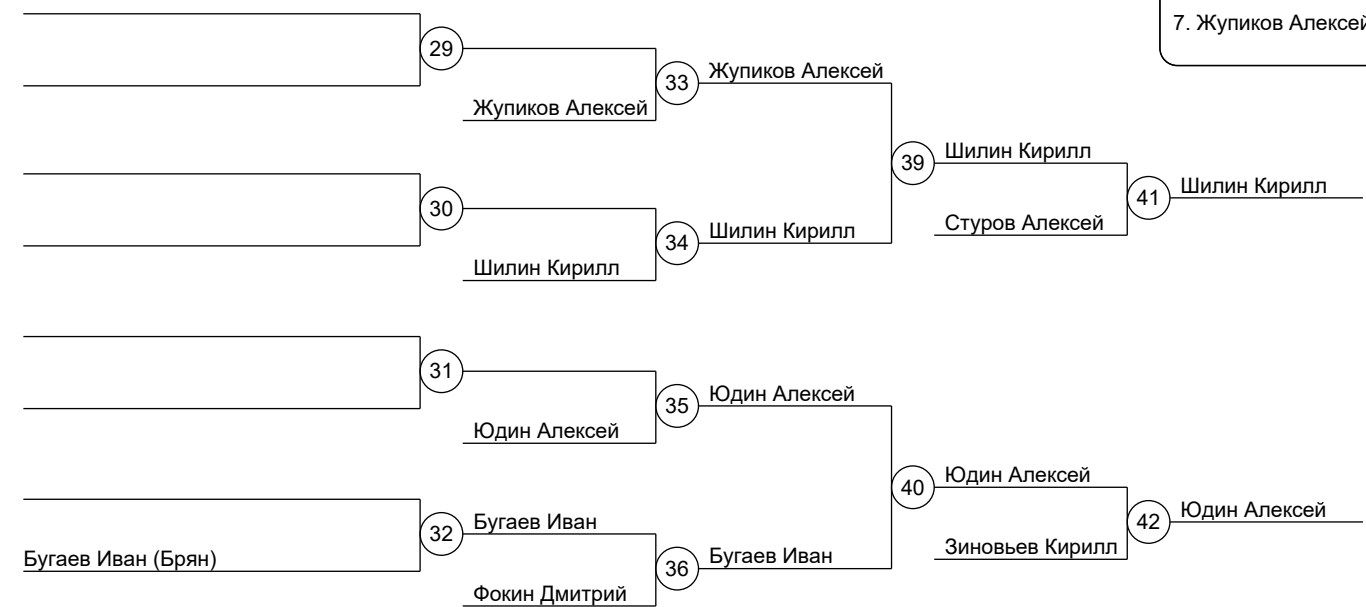 7. Жупиков Алексей
29
33
Жупиков Алексей
Жупиков Алексей
39
Шилин Кирилл
41
Шилин Кирилл
Стуров Алексей
30
34
Шилин Кирилл
Шилин Кирилл
31
35
Юдин Алексей
Юдин Алексей
40
Юдин Алексей
42
Юдин Алексей
Зиновьев Кирилл
32
Бугаев Иван
Бугаев Иван (Брян)
36
Бугаев Иван
Фокин Дмитрий